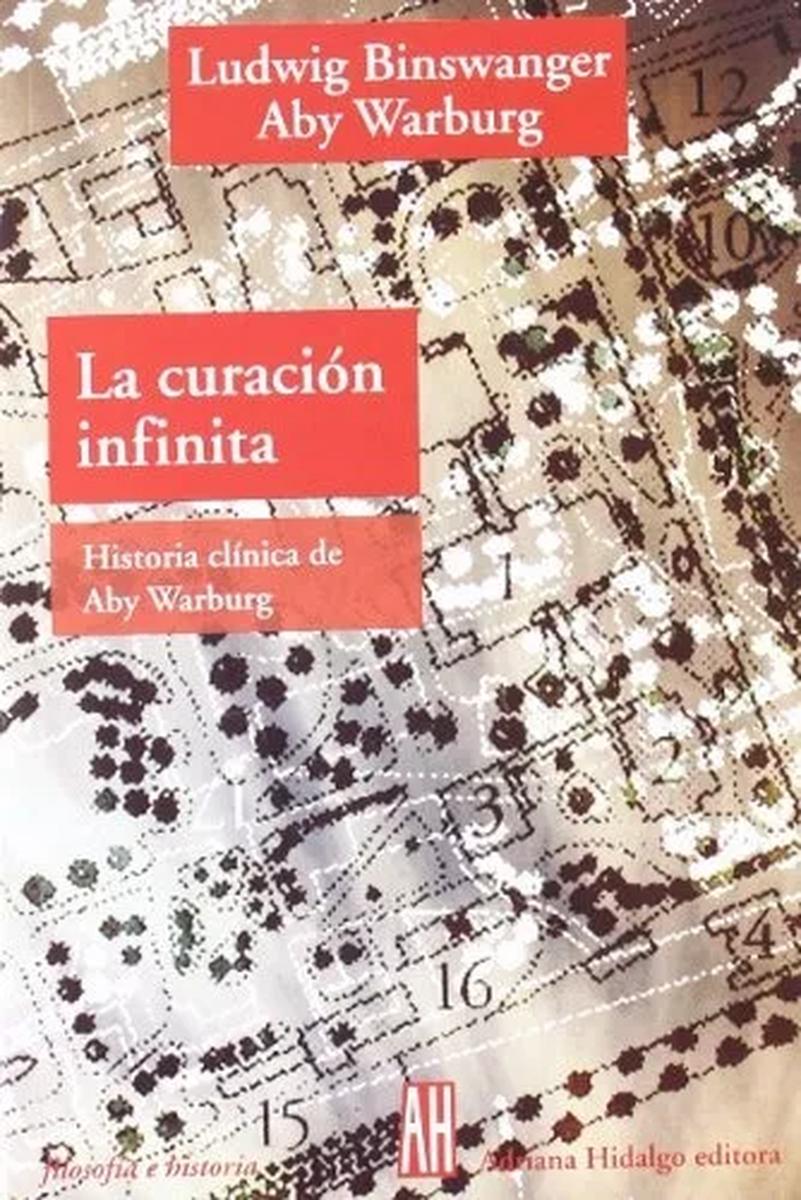 Ludwig Binswanger
Aby Warburg
12
10
La curación
infinita
Historia clínica de
Aby Warburg
1
2
17
3
4
16
15
AH
filosofía e historia
Adriana Hidalgo editora